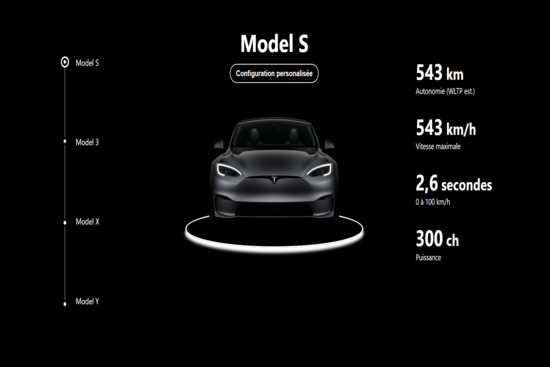 Model S
Configuration personalisée
Model S
Model 3
Model X
Model Y
543 km
Autonomie (WLTP est.)
543 km/h
Vitesse maximale
2,6 secondes
0 à 100 km/h
300 ch
Puissance